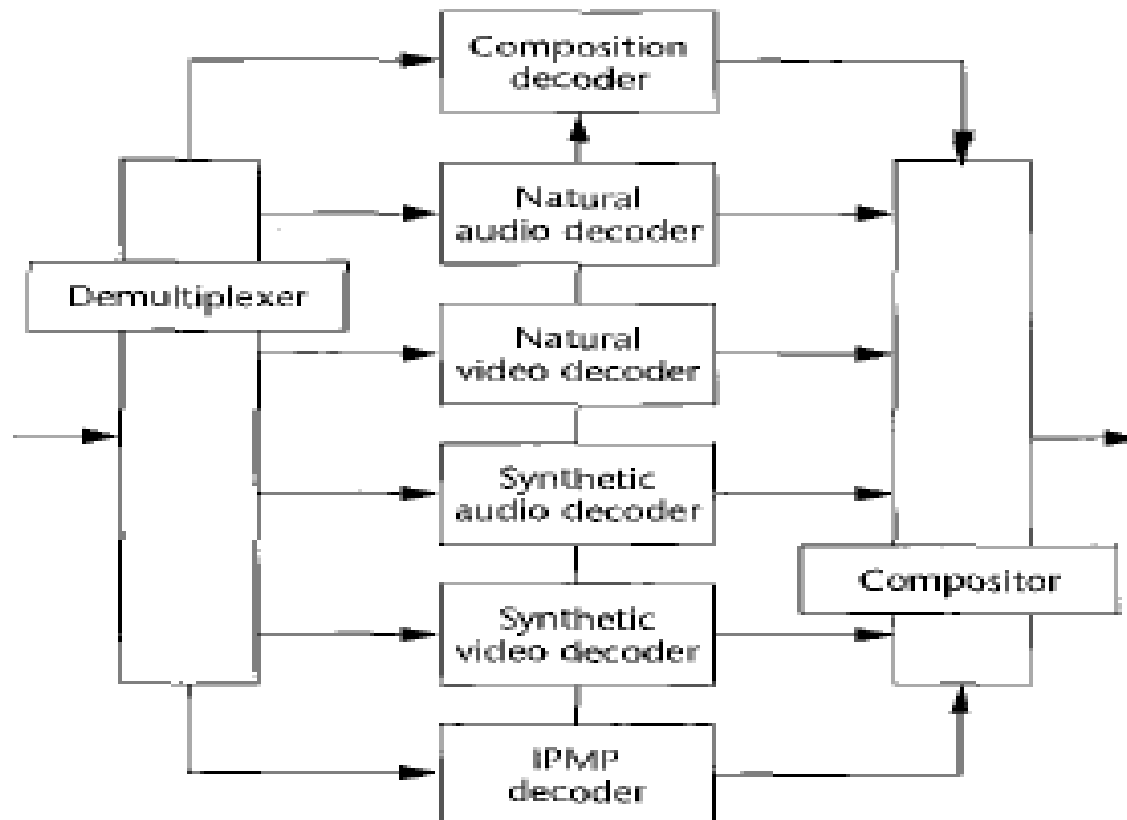 Composition
decoder
Natural
audio decoder
Demultiplexer
Natural
video decoder
Synthetic
audio decoder
Compositor
Synthetic
video decoder
IPMP
decoder